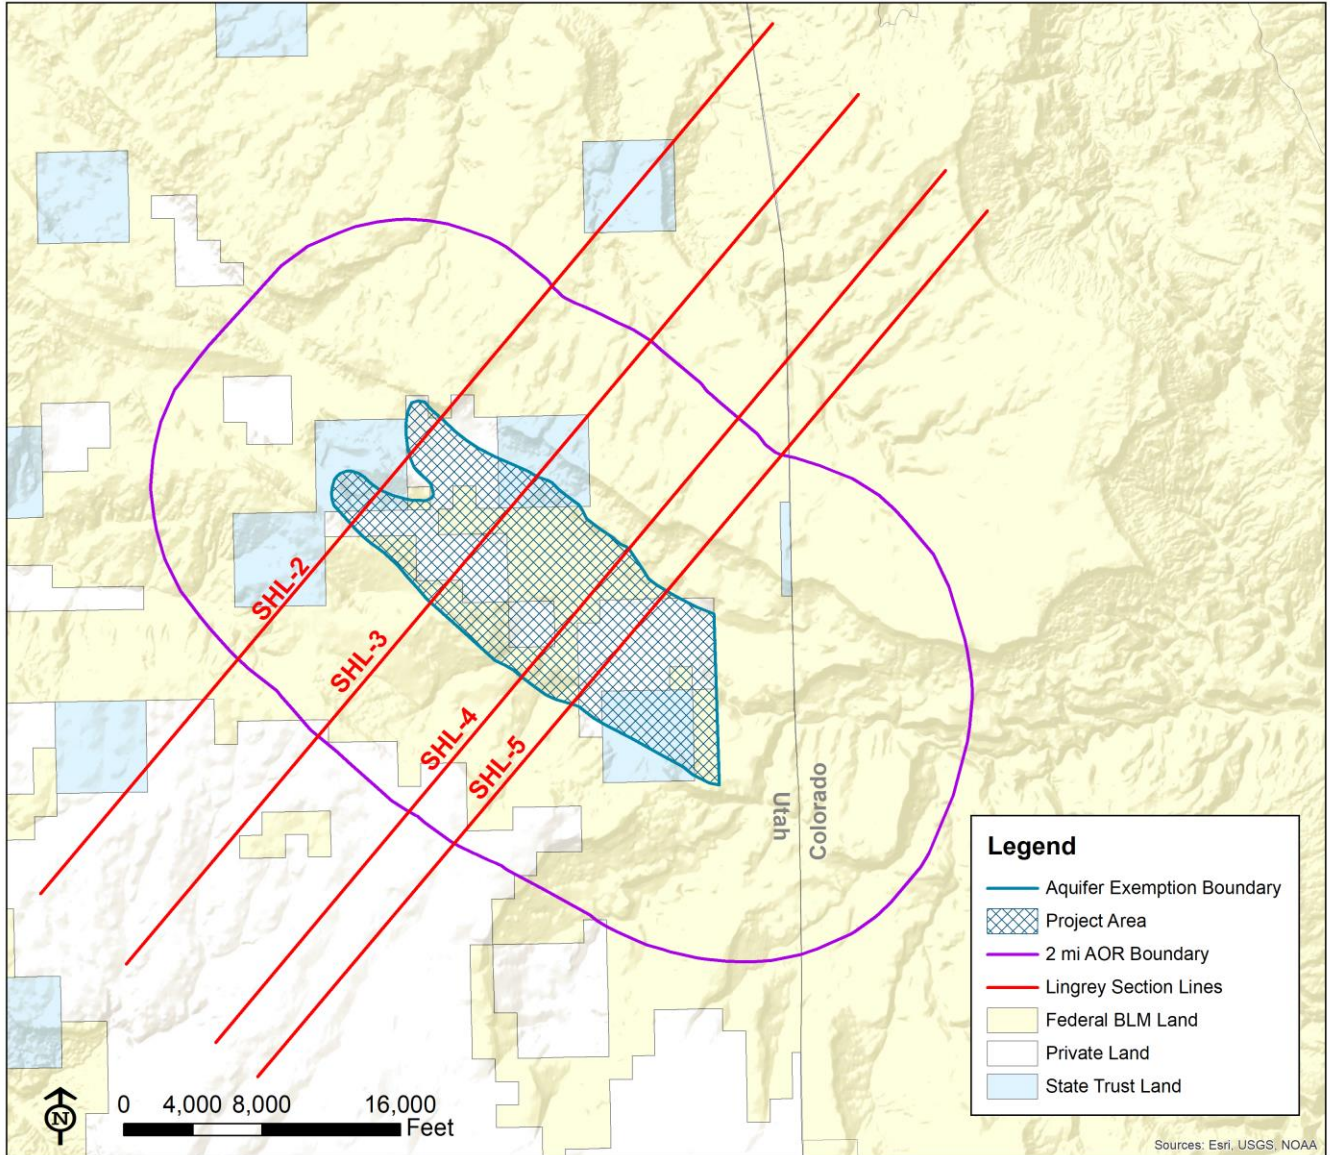 SHL-2
SHL-3
SHL-4
SHL-5
Utah
Colorado
Legend
Aquifer Exemption Boundary
Project Area
2 mi AOR Boundary
Lingrey Section Lines
Federal BLM Land
Private Land
State Trust Land
N
0 4,000 8,000 16,000
Feet
Sources: Esri, USGS, NOAA